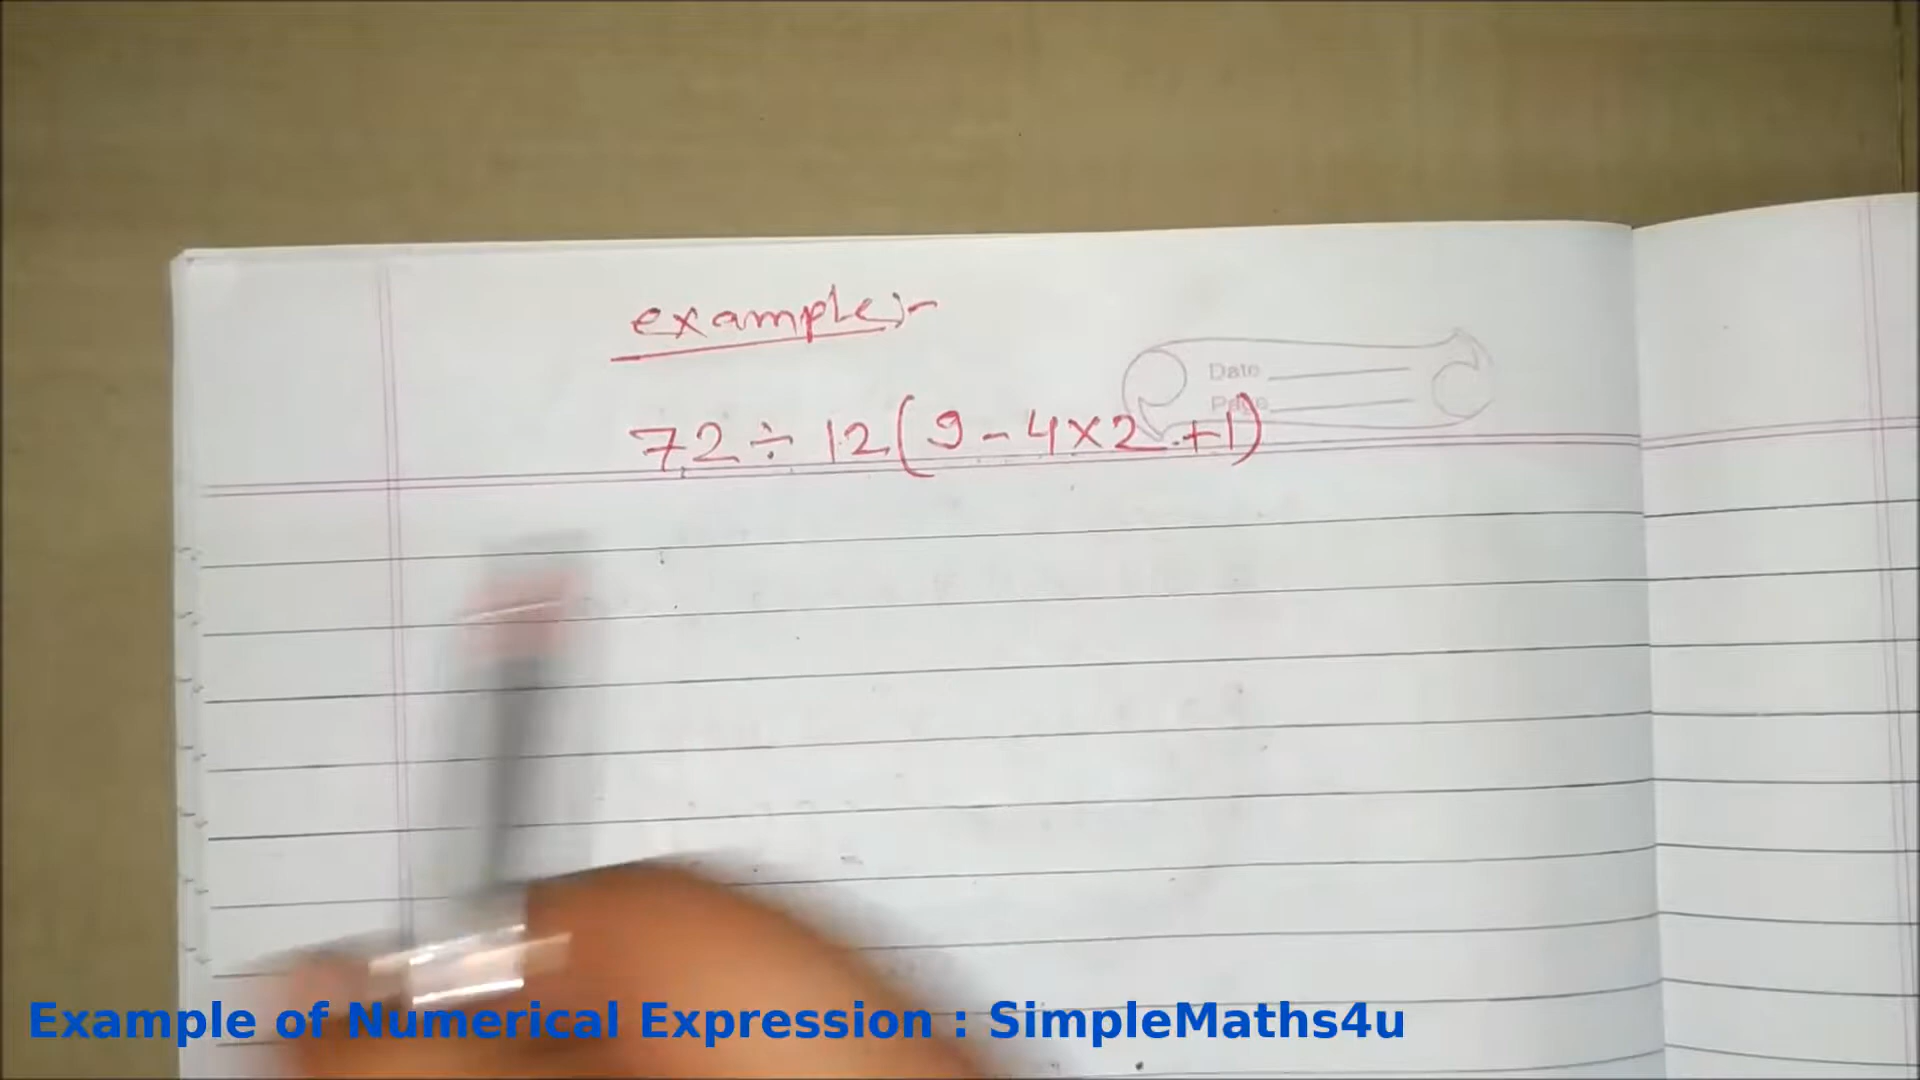 example:-
Date
Page
72 ÷ 12(9 - 4×2 +1)
Example of Numerical Expression : SimpleMaths4u